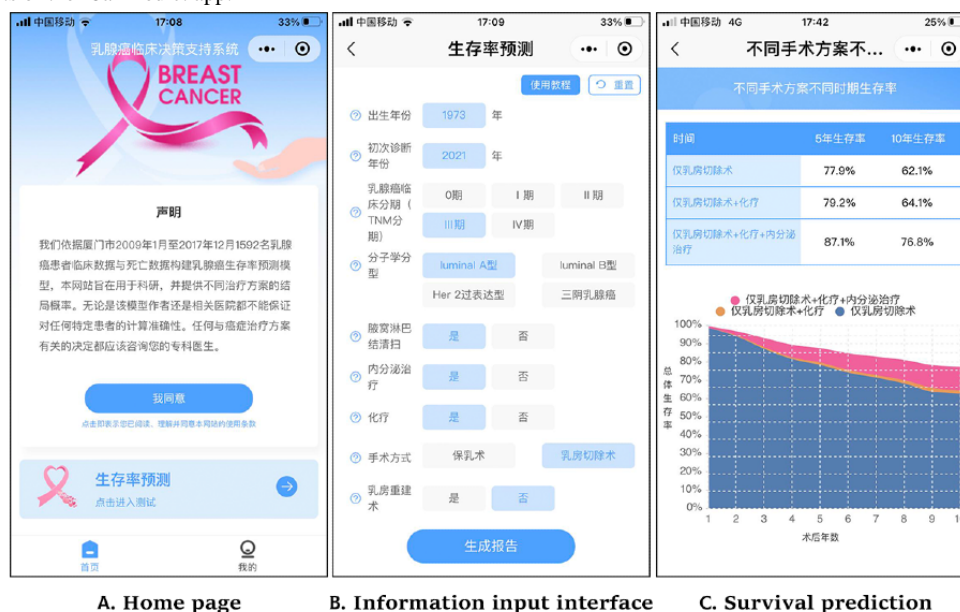 中国移动 17:08 33%
乳腺癌临床决策支持系统
BREAST
CANCER
声明
我们依据厦门市2009年1月至2017年12月1592名乳腺
癌患者临床数据与死亡数据构建乳腺癌生存率预测模
型，本网站旨在用于科研，并提供不同治疗方案的结
局概率。无论是该模型作者还是相关医院都不能保证
对任何特定患者的计算准确性。任何与癌症治疗方案
有关的决定都应该咨询您的专科医生。
我同意
点击即表示您已阅读、理解并同意本网站的使用条款
生存率预测
点击进入测试
首页 我的
A. Home page
中国移动 17:09 33%
生存率预测
使用教程 重置
出生年份 1973 年
初次诊断
年份 2021 年
乳腺癌临
床分期（
TNM分
期） 0期 I 期 II 期
III期 IV期
分子学分
型 luminal A型 luminal B型
Her 2过表达
型 三阴乳腺癌
腋窝淋巴
结清扫 是 否
内分泌治
疗 是 否
化疗 是 否
手术方式 保乳术 乳房切除术
乳房重建
术 是 否
生成报告
B. Information input interface
中国移动 4G 17:42 25%
不同手术方案不...
不同手术方案不同时期生存率
时间 5年生存率 10年生存率
仅乳房切除术 77.9% 62.1%
仅乳房切除术+化疗 79.2% 64.1%
仅乳房切除术+化疗+内分泌
治疗 87.1% 76.8%
仅乳房切除术+化疗+内分泌治疗
仅乳房切除术+化疗 仅乳房切除术
总体生存率
100%
90%
80%
70%
60%
50%
40%
30%
20%
10%
0%
1 2 3 4 5 6 7 8 9
术后年数
C. Survival prediction